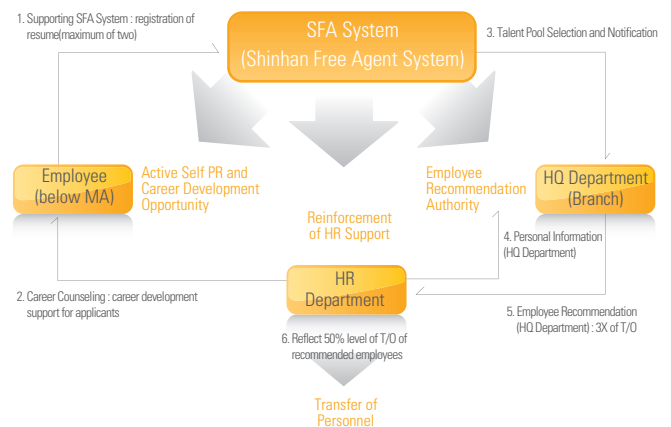 1. Supporting SFA System : registration of
resume(maximum of two)
SFA System
(Shinhan Free Agent System)
3. Talent Pool Selection and Notification
Employee
(below MA)
Active Self PR and
Career Development
Opportunity
Employee
Recommendation
Authority
HQ Department
(Branch)
Reinforcement
of HR Support
4. Personal Information
(HQ Department)
HR
Department
2. Career Counseling : career development
support for applicants
5. Employee Recommendation
(HQ Department) : 3X of T/O
6. Reflect 50% level of T/O of
recommended employees
Transfer of
Personnel